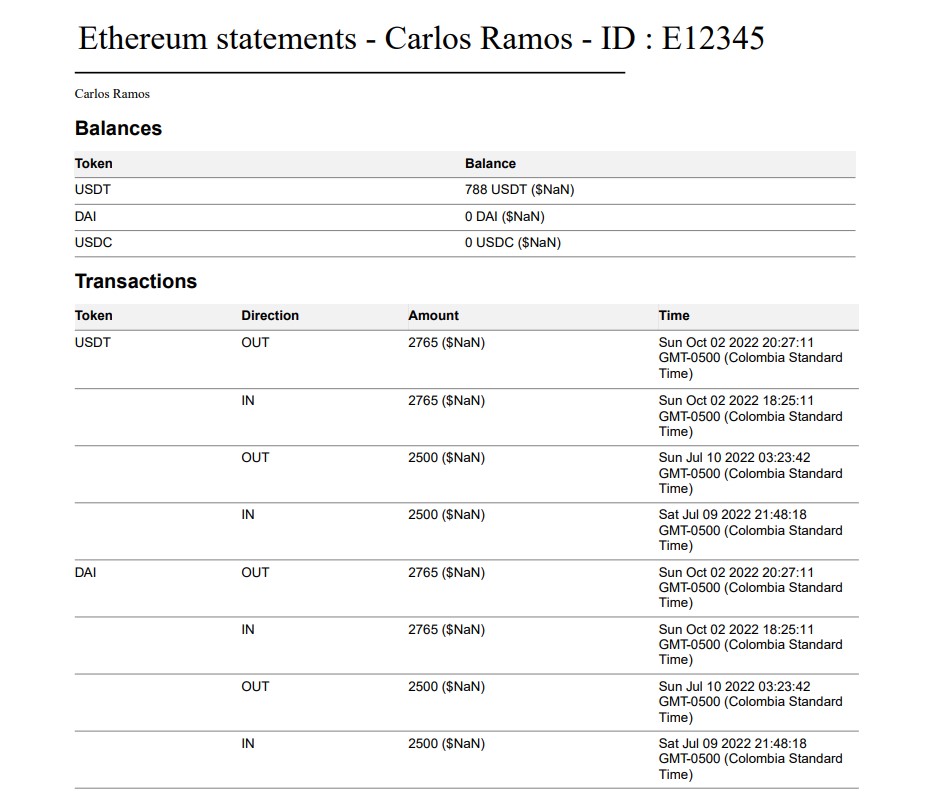 Ethereum statements - Carlos Ramos - ID : E12345
Carlos Ramos
Balances
Token Balance
USDT 788 USDT ($NaN)
DAI 0 DAI ($NaN)
USDC 0 USDC ($NaN)
Transactions
Token Direction Amount Time
USDT OUT 2765 ($NaN) Sun Oct 02 2022 20:27:11
GMT-0500 (Colombia Standard
Time)
IN 2765 ($NaN) Sun Oct 02 2022 18:25:11
GMT-0500 (Colombia Standard
Time)
OUT 2500 ($NaN) Sun Jul 10 2022 03:23:42
GMT-0500 (Colombia Standard
Time)
IN 2500 ($NaN) Sat Jul 09 2022 21:48:18
GMT-0500 (Colombia Standard
Time)
DAI OUT 2765 ($NaN) Sun Oct 02 2022 20:27:11
GMT-0500 (Colombia Standard
Time)
IN 2765 ($NaN) Sun Oct 02 2022 18:25:11
GMT-0500 (Colombia Standard
Time)
OUT 2500 ($NaN) Sun Jul 10 2022 03:23:42
GMT-0500 (Colombia Standard
Time)
IN 2500 ($NaN) Sat Jul 09 2022 21:48:18
GMT-0500 (Colombia Standard
Time)